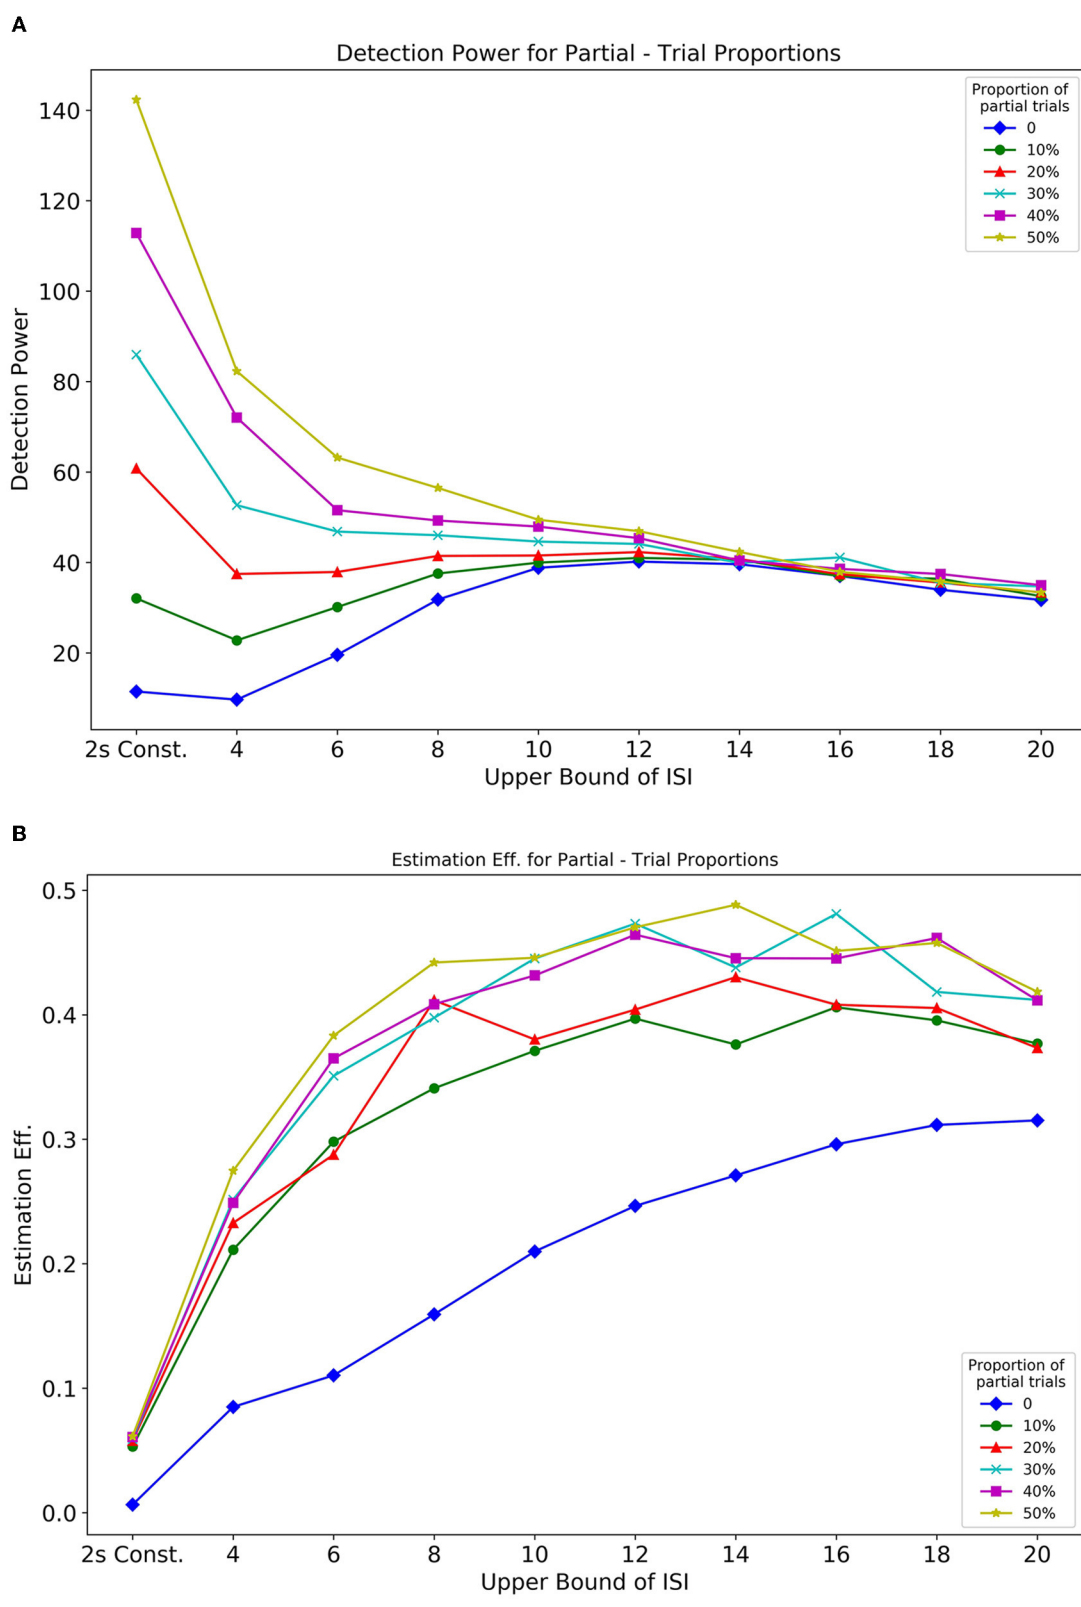 A
Detection Power for Partial - Trial Proportions
Proportion of
partial trials
0
10%
20%
30%
40%
50%
140
120
100
80
60
40
20
Detection Power
2s Const. 4 6 8 10 12 14 16 18 20
Upper Bound of ISI
B
Estimation Eff. for Partial - Trial Proportions
0.5
0.4
0.3
0.2
0.1
0.0
Estimation Eff.
Proportion of
partial trials
0
10%
20%
30%
40%
50%
2s Const. 4 6 8 10 12 14 16 18 20
Upper Bound of ISI